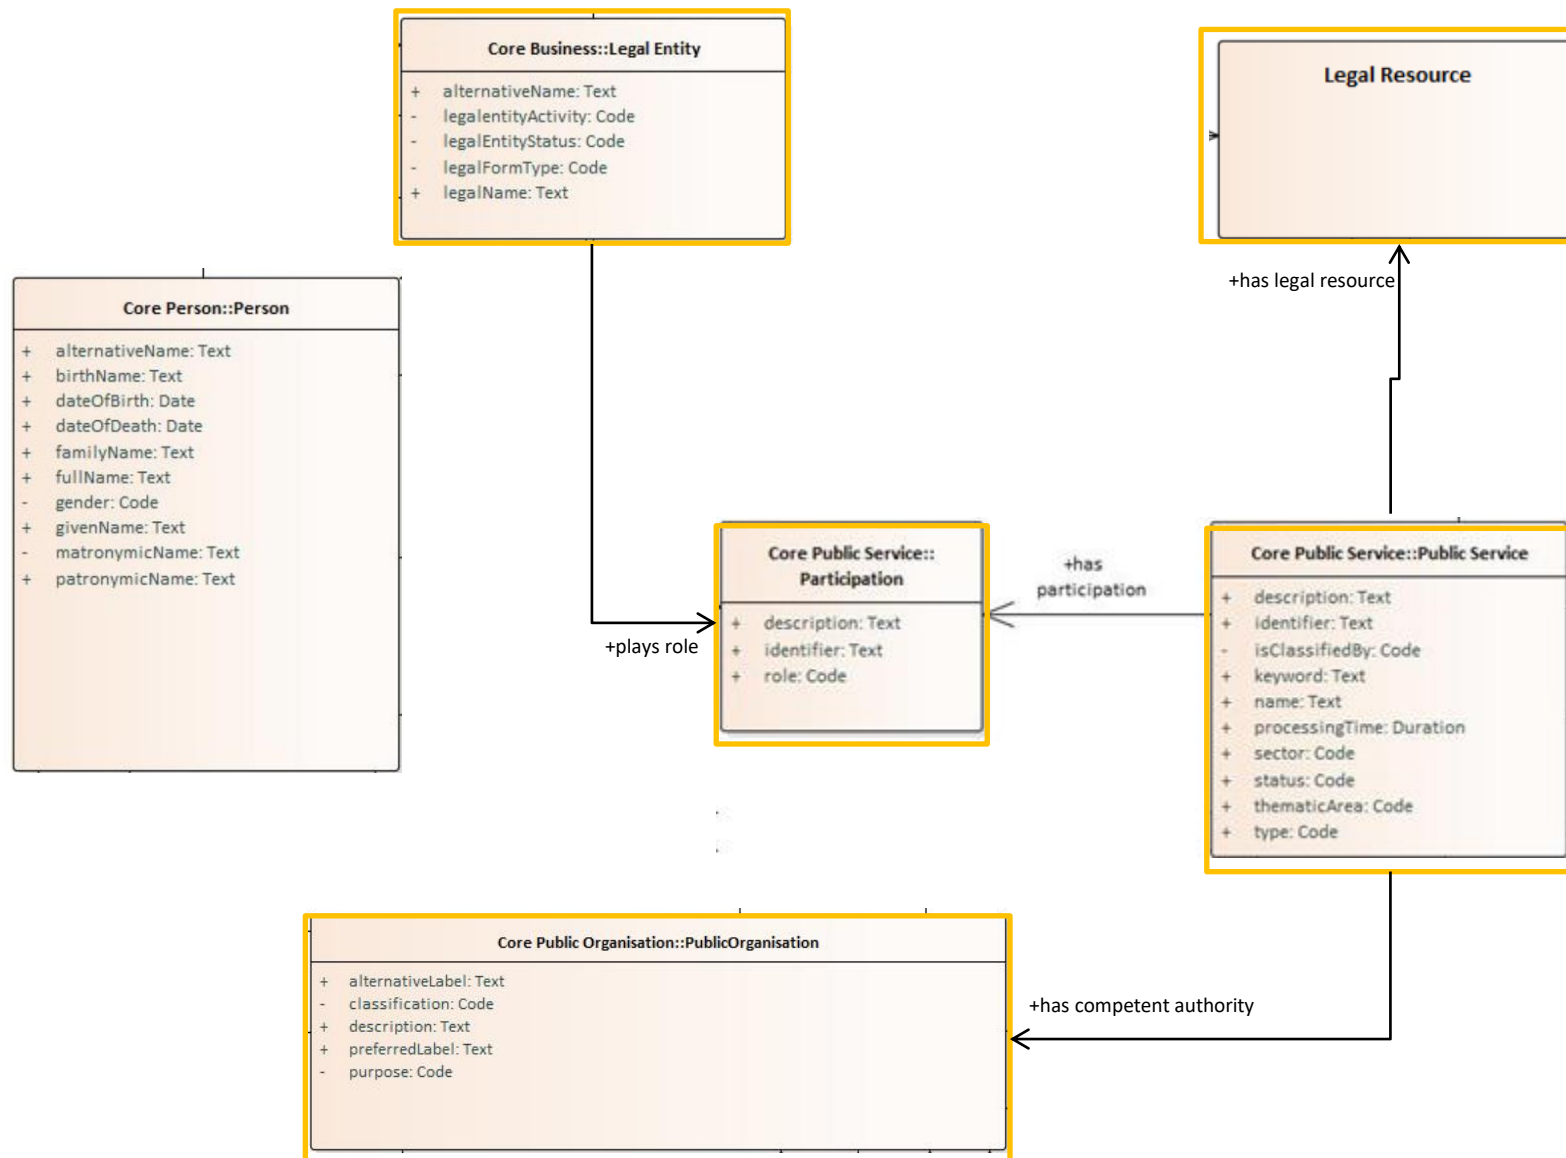 Core Business::Legal Entity
+ alternativeName: Text
- legalentityActivity: Code
- legalEntityStatus: Code
- legalFormType: Code
+ legalName: Text
Legal Resource
+has legal resource
Core Person::Person
+ alternativeName: Text
+ birthName: Text
+ dateOfBirth: Date
+ dateOfDeath: Date
+ familyName: Text
+ fullName: Text
- gender: Code
+ givenName: Text
- matronymicName: Text
+ patronymicName: Text
+plays role
Core Public Service::
Participation
+ description: Text
+ identifier: Text
+ role: Code
+has
participation
Core Public Service::Public Service
+ description: Text
+ identifier: Text
- isClassifiedBy: Code
+ keyword: Text
+ name: Text
+ processingTime: Duration
+ sector: Code
+ status: Code
+ thematicArea: Code
+ type: Code
Core Public Organisation::PublicOrganisation
+ alternativeLabel: Text
- classification: Code
+ description: Text
+ preferredLabel: Text
- purpose: Code
+has competent authority